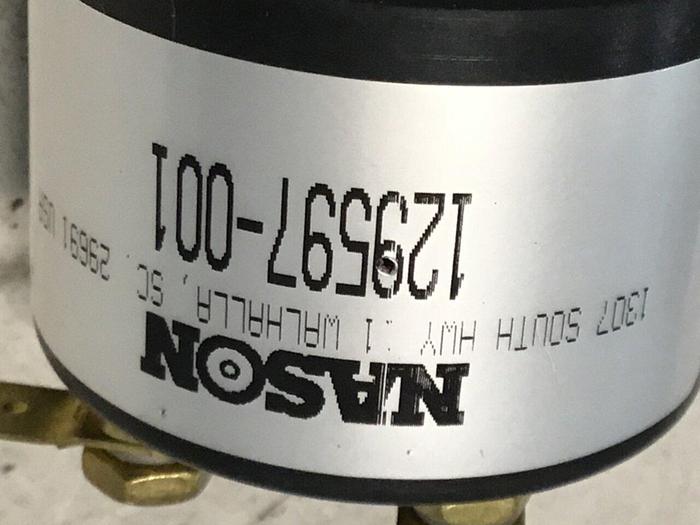 NASON
1307 SOUTH HWY 11 WALHALLA, SC. 29691 USA
129597-001